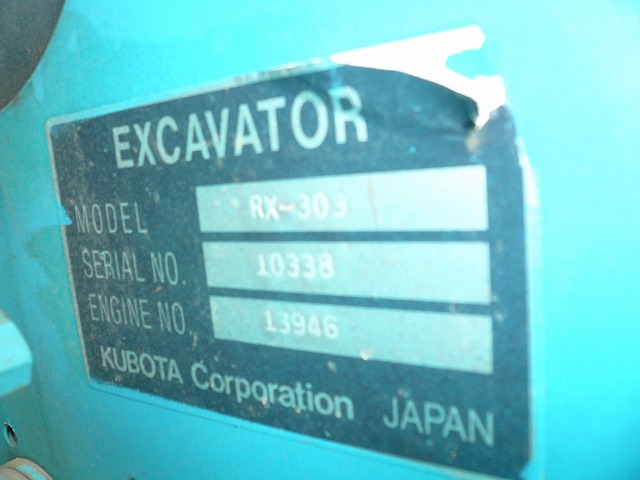 EXCAVATOR
MODEL RX-303
SERIAL NO. 10338
ENGINE NO. 13946
KUBOTA Corporation JAPAN